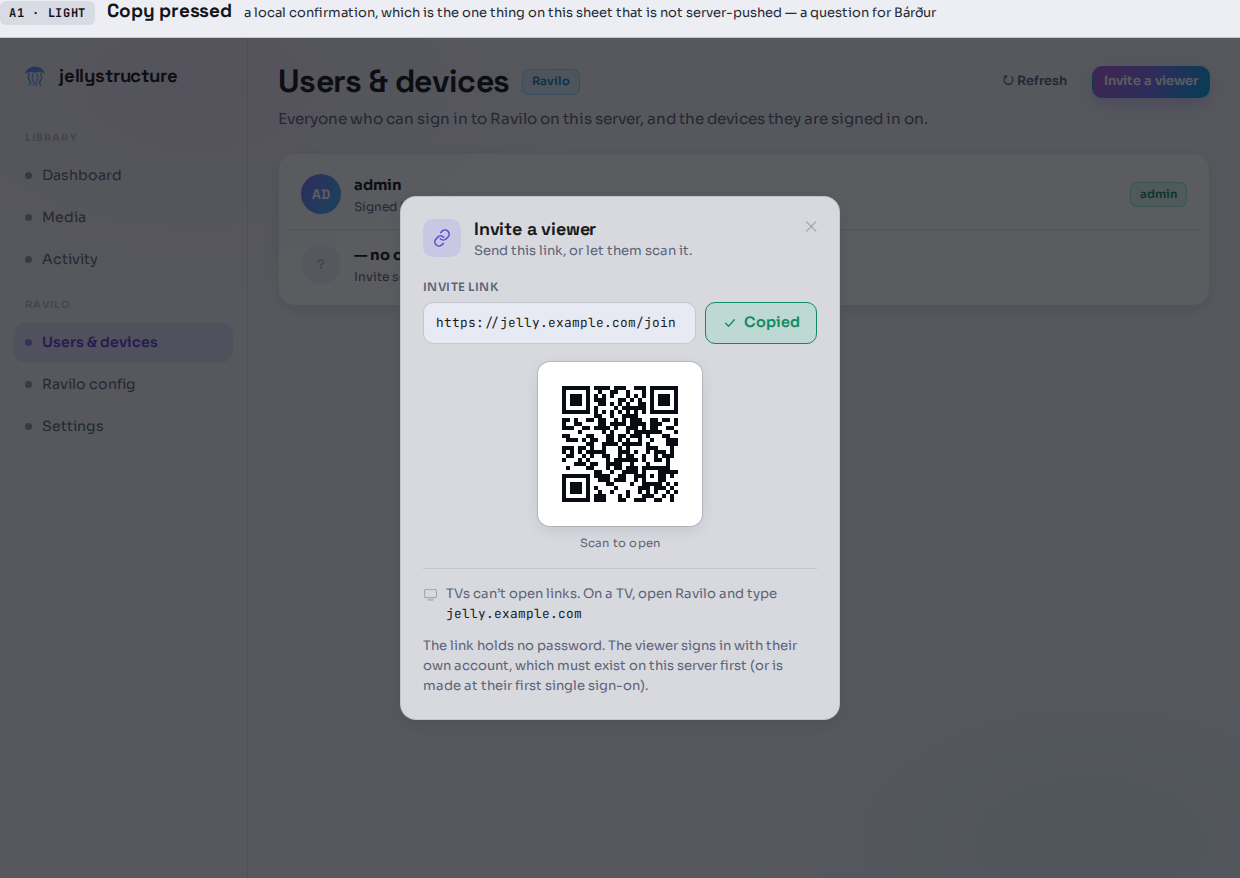 A1 · LIGHT Copy pressed a local confirmation, which is the one thing on this sheet that is not server-pushed — a question for Bárður
jellystructure
LIBRARY
Dashboard
Media
Activity
RAVILO
Users & devices
Ravilo config
Settings
Users & devices Ravilo
Refresh
Invite a viewer
Everyone who can sign in to Ravilo on this server, and the devices they are signed in on.
AD admin
Signed
admin
? — no
Invite
Invite a viewer
Send this link, or let them scan it.
INVITE LINK
https://jelly.example.com/join
Copied
Scan to open
TVs can’t open links. On a TV, open Ravilo and type
jelly.example.com
The link holds no password. The viewer signs in with their
own account, which must exist on this server first (or is
made at their first single sign-on).